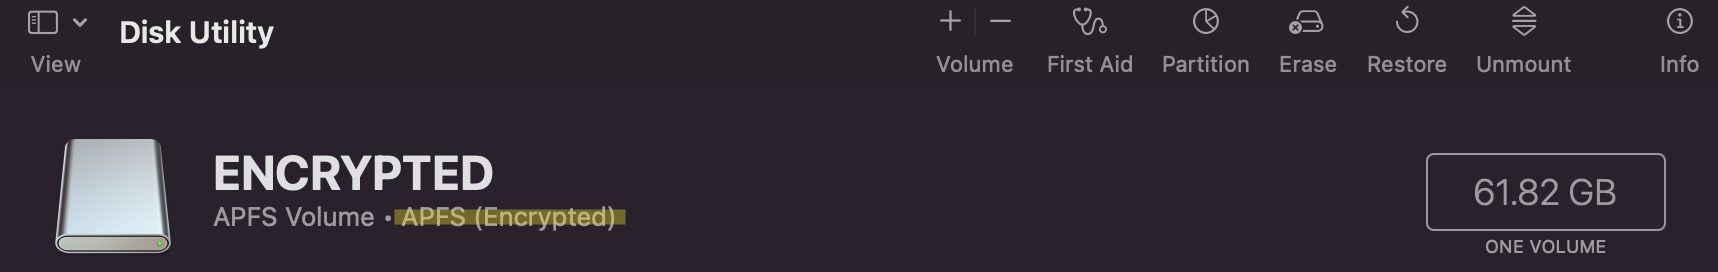 Disk Utility
View
Volume
First Aid
Partition
Erase
Restore
Unmount
Info
ENCRYPTED
APFS Volume • APFS (Encrypted)
61.82 GB
ONE VOLUME